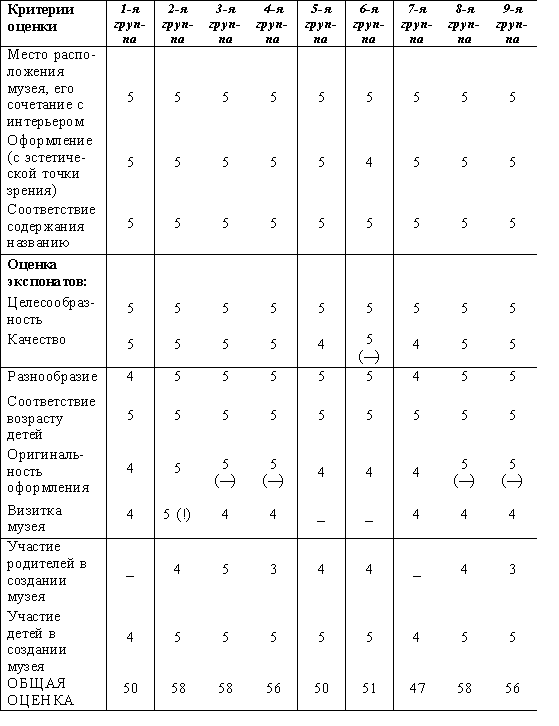 Критерии оценки 1-я груп- 2-я груп- 3-я груп- 4-я груп- 5-я груп- 6-я груп- 7-я груп- 8-я груп- 9-я груп-
па па па па па па па па па
Место распо-
ложения
музея, его
сочетание с 5 5 5 5 5 5 5 5 5
интерьером
Оформление
(с эстетиче-
ской точки 5 5 5 5 5 4 5 5 5
зрения)
Соответствие
содержания 5 5 5 5 5 5 5 5 5
названию
Оценка
экспонатов:
Целесообраз- 5 5 5 5 5 5 5 5 5
ность
Качество 5 5 5 5 4 5 (—) 4 5 5
Разнообразие 4 5 5 5 5 5 4 5 5
Соответствие
возрасту 5 5 5 5 5 5 5 5 5
детей
Оригиналь-
ность 4 5 5 (—) 5 (—) 4 4 4 5 (—) 5 (—)
оформления
Визитка 4 5 (!) 4 4 _ _ 4 4 4
музея
Участие
родителей в _ 4 5 3 4 4 _ 4 3
создании
музея
Участие
детей в 4 5 5 5 5 5 4 5 5
создании
музея
ОБЩАЯ 50 58 58 56 50 51 47 58 56
ОЦЕНКА